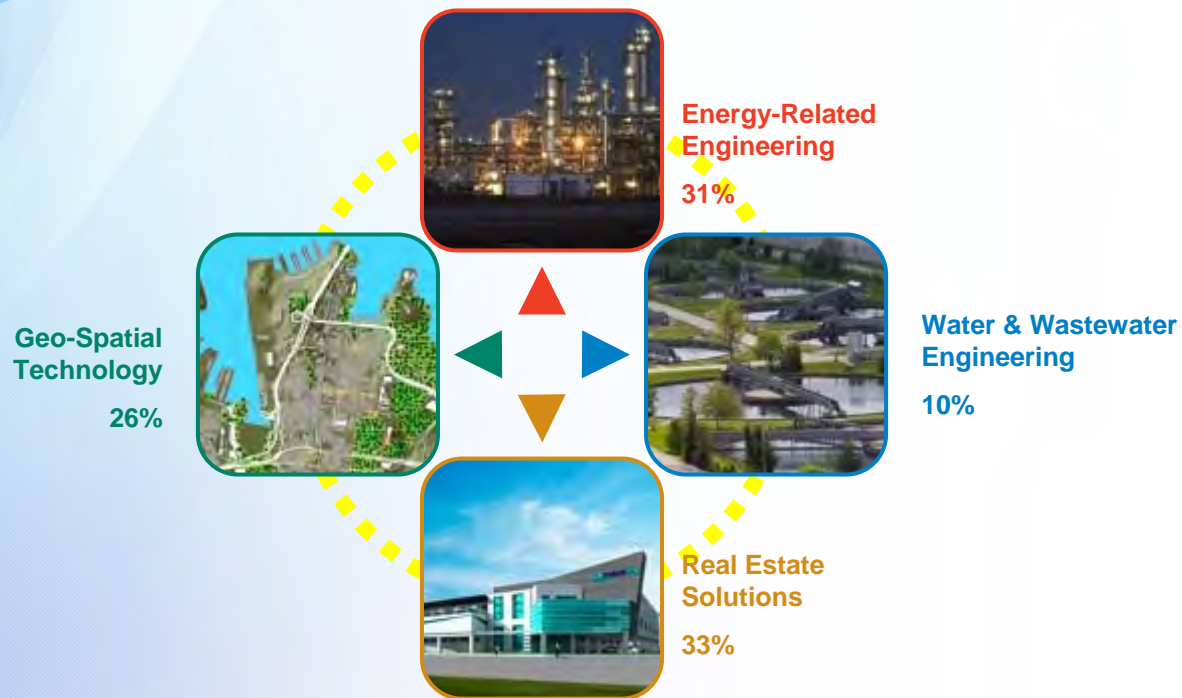 Energy-Related
Engineering
31%
Geo-Spatial
Technology
26%
Water & Wastewater
Engineering
10%
Real Estate
Solutions
33%